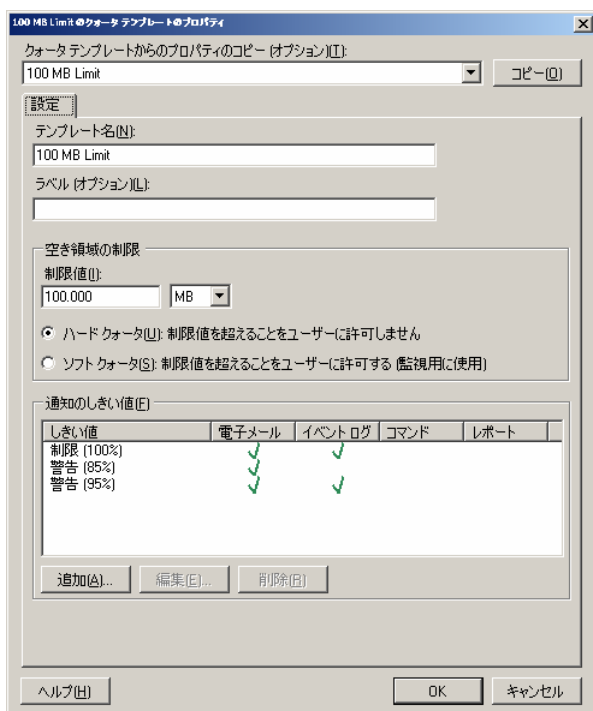 100 MB Limit のクォータ テンプレートのプロパティ
クォータ テンプレートからのプロパティのコピー (オプション)(T):
100 MB Limit
コピー(O)
設定
テンプレート名(N):
100 MB Limit
ラベル (オプション)(L):
空き領域の制限
制限値(I):
100.000 MB
ハード クォータ(U): 制限値を超えることをユーザーに許可しません
ソフト クォータ(S): 制限値を超えることをユーザーに許可する (監視用に使用)
通知のしきい値(F)
しきい値 電子メール イベント ログ コマンド レポート
制限 (100%)
警告 (85%)
警告 (95%)
追加(A)... 編集(E)... 削除(R)
ヘルプ(H) OK キャンセル